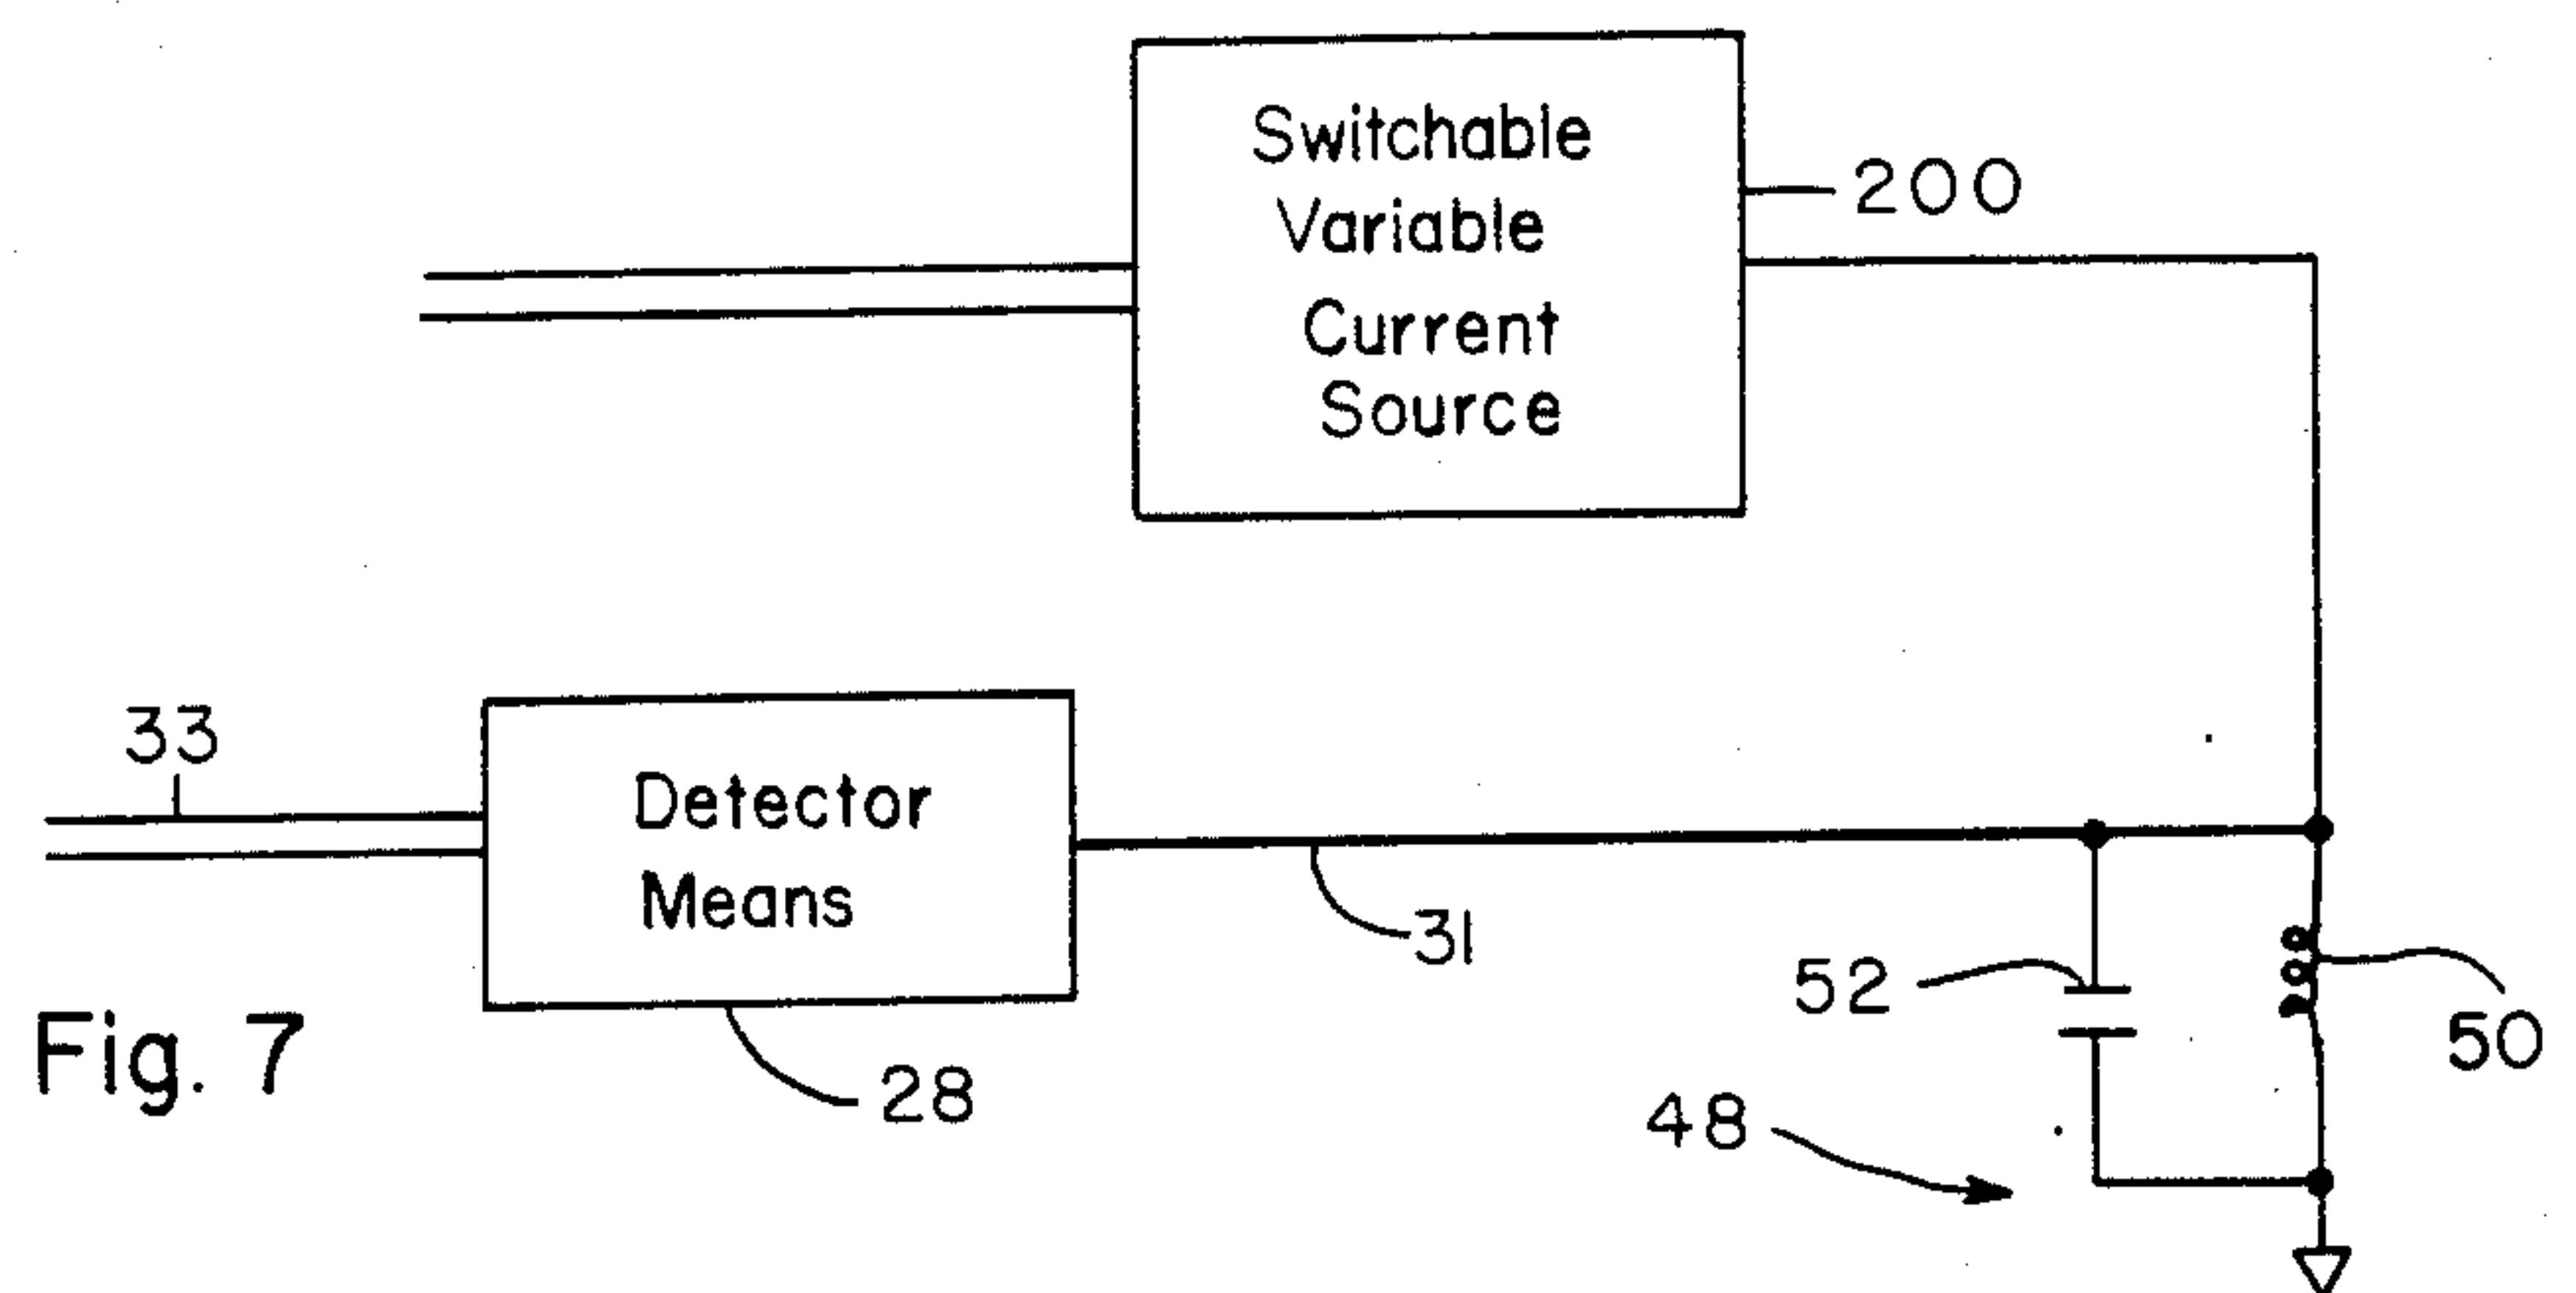 Switchable
Variable
Current
Source
200
33
Detector
Means
31
52
50
28
48
Fig. 7